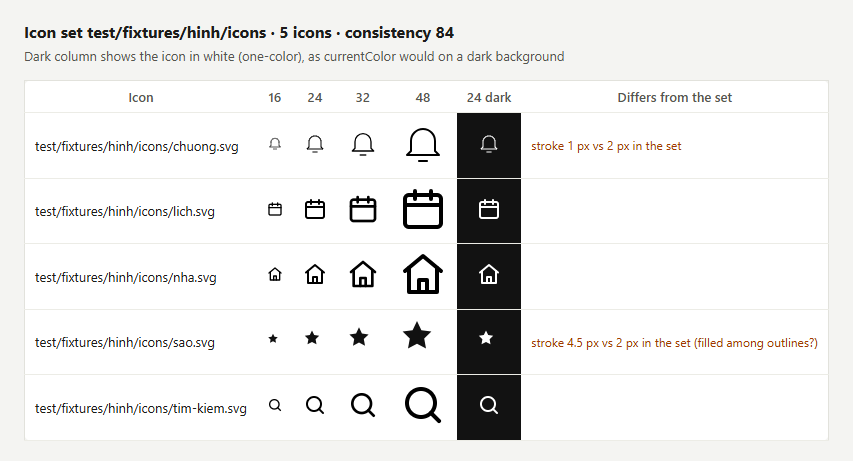 Icon set test/fixtures/hinh/icons · 5 icons · consistency 84
Dark column shows the icon in white (one-color), as currentColor would on a dark background
Icon 16 24 32 48 24 dark Differs from the set
test/fixtures/hinh/icons/chuong.svg stroke 1 px vs 2 px in the set
test/fixtures/hinh/icons/lich.svg
test/fixtures/hinh/icons/nha.svg
test/fixtures/hinh/icons/sao.svg stroke 4.5 px vs 2 px in the set (filled among outlines?)
test/fixtures/hinh/icons/tim-kiem.svg